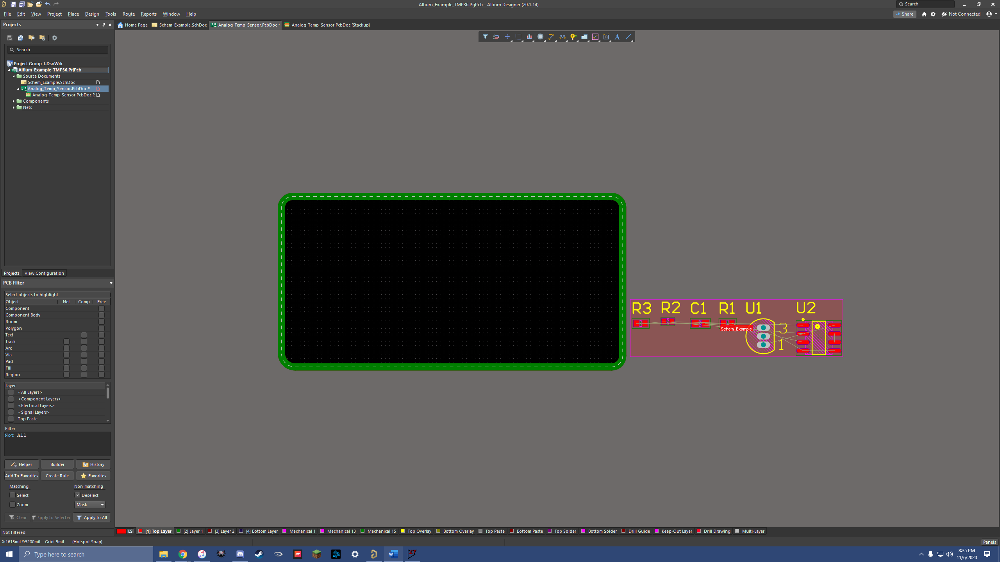 Altium_Example_TMP36.PrjPcb - Altium Designer (20.1.14)
Search
File Edit View Project Place Design Tools Route Reports Window Help
Share
Not Connected
Projects
Home Page
Schem_Example.SchDoc
Analog_Temp_Sensor.PcbDoc *
Analog_Temp_Sensor.PcbDoc [Stackup]
Search
Project Group 1.DsnWrk
Altium_Example_TMP36.PrjPcb
Source Documents
Schem_Example.SchDoc
Analog_Temp_Sensor.PcbDoc *
Analog_Temp_Sensor.PcbDoc [
Components
Nets
Projects View Configuration
PCB Filter
Select objects to highlight
Object Net Comp Free
Component
Component Body
Room
Polygon
Text
Track
Arc
Via
Pad
Fill
Region
Layer
<All Layers>
<Component Layers>
<Electrical Layers>
<Signal Layers>
Top Paste
Filter
Not All
Helper Builder History
Add To Favorites Create Rule Favorites
Matching Non-matching
Select Deselect
Zoom Mask
Clear Apply to Selected Apply to All
Not filtered
R3 R2 C1 R1 U1 U2
Schem_Example
3
1
LS [1] Top Layer [2] Layer 1 [3] Layer 2 [4] Bottom Layer Mechanical 1 Mechanical 13 Mechanical 15 Top Overlay Bottom Overlay Top Paste Bottom Paste Top Solder Bottom Solder Drill Guide Keep-Out Layer Drill Drawing Multi-Layer
X:1615mil Y:5200mil Grid: 5mil (Hotspot Snap)
Panels
Type here to search
8:35 PM
11/6/2020